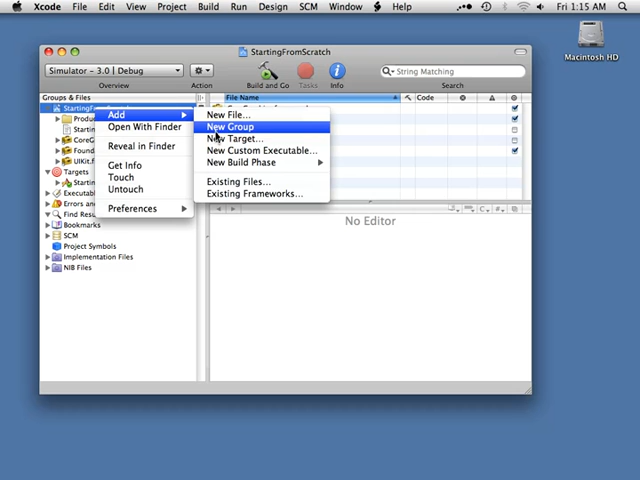 Xcode File Edit View Project Build Run Design SCM Window Help Fri 1:15 AM
Macintosh HD
StartingFromScratch
Simulator - 3.0 | Debug
String Matching
Overview Action Build and Go Tasks Info Search
Groups & Files
File Name Code
Add
Open With Finder
Reveal in Finder
Get Info
Touch
Untouch
Preferences
New File...
New Group
New Target...
New Custom Executable...
New Build Phase
Existing Files...
Existing Frameworks...
Targets
Bookmarks
SCM
Project Symbols
Implementation Files
NIB Files
No Editor